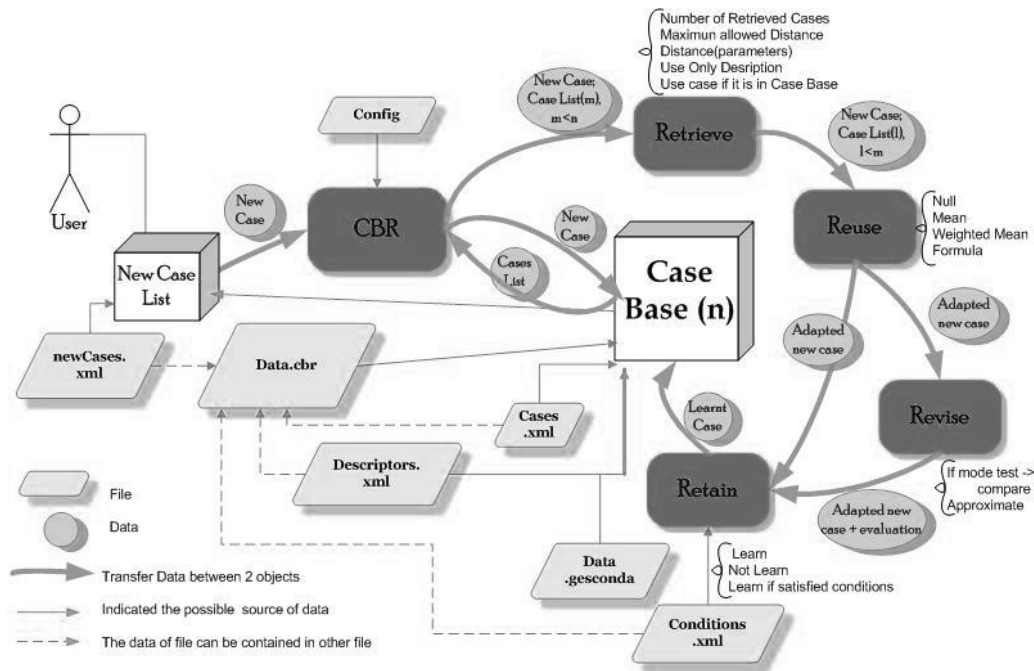 Number of Retrieved Cases
Maximun allowed Distance
Distance(parameters)
Use Only Desription
Use case if it is in Case Base
Config
New Case;
Case List(m),
m<n
Retrieve
New Case;
Case List(l),
l<m
User
New
Case
CBR
New
Case
Cases
List
Case
Base (n)
Reuse
Null
Mean
Weighted Mean
Formula
New Case
List
Adapted
new case
Adapted
new case
newCases.
xml
Data.cbr
Cases
.xml
Learnt
Case
Revise
Descriptors.
xml
Retain
If mode test ->
compare
Approximate
File
Data
Adapted new
case + evaluation
Data
.gesconda
Learn
Not Learn
Learn if satisfied conditions
Transfer Data between 2 objects
Indicated the possible source of data
The data of file can be contained in other file
Conditions
.xml